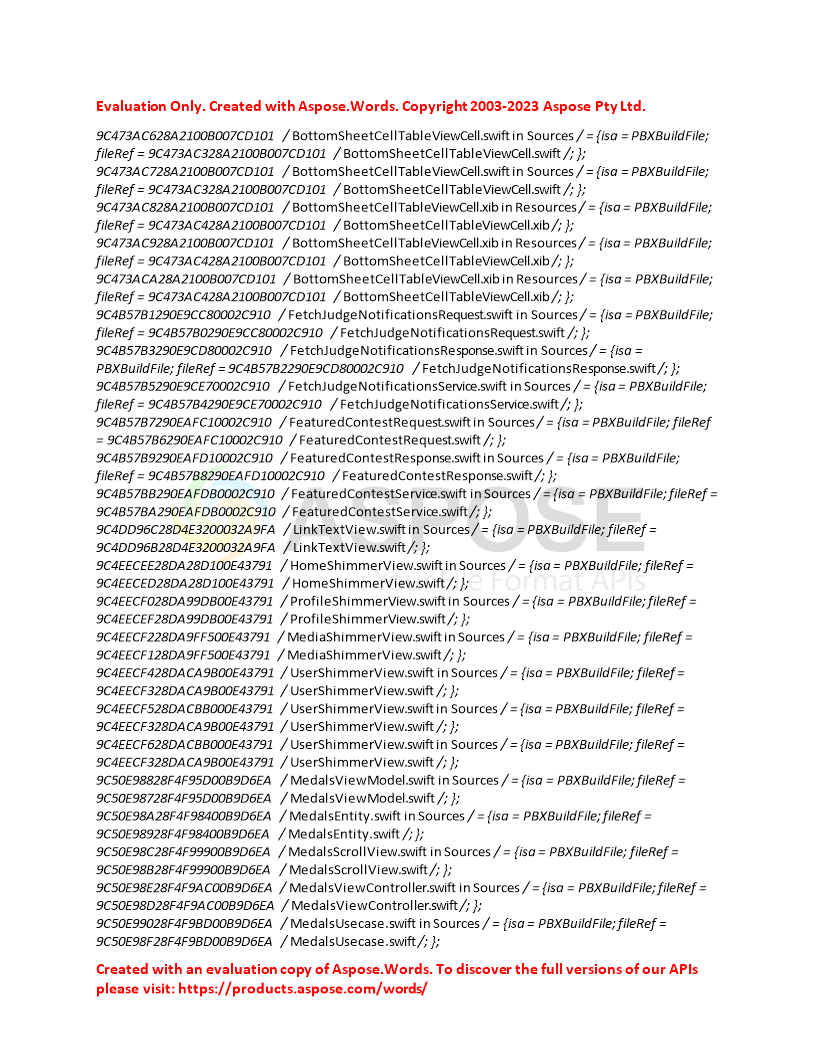 Evaluation Only. Created with Aspose.Words. Copyright 2003-2023 Aspose Pty Ltd.
9C473AC628A2100B007CD101 / BottomSheetCellTableViewCell.swift in Sources / = {isa = PBXBuildFile;
fileRef = 9C473AC328A2100B007CD101 / BottomSheetCellTableViewCell.swift /; };
9C473AC728A2100B007CD101 / BottomSheetCellTableViewCell.swift in Sources / = {isa = PBXBuildFile;
fileRef = 9C473AC328A2100B007CD101 / BottomSheetCellTableViewCell.swift /; };
9C473AC828A2100B007CD101 / BottomSheetCellTableViewCell.xib in Resources / = {isa = PBXBuildFile;
fileRef = 9C473AC428A2100B007CD101 / BottomSheetCellTableViewCell.xib /; };
9C473AC928A2100B007CD101 / BottomSheetCellTableViewCell.xib in Resources / = {isa = PBXBuildFile;
fileRef = 9C473AC428A2100B007CD101 / BottomSheetCellTableViewCell.xib /; };
9C473ACA28A2100B007CD101 / BottomSheetCellTableViewCell.xib in Resources / = {isa = PBXBuildFile;
fileRef = 9C473AC428A2100B007CD101 / BottomSheetCellTableViewCell.xib /; };
9C4B57B1290E9CC80002C910 / FetchJudgeNotificationsRequest.swift in Sources / = {isa = PBXBuildFile;
fileRef = 9C4B57B0290E9CC80002C910 / FetchJudgeNotificationsRequest.swift /; };
9C4B57B3290E9CD80002C910 / FetchJudgeNotificationsResponse.swift in Sources / = {isa =
PBXBuildFile; fileRef = 9C4B57B2290E9CD80002C910 / FetchJudgeNotificationsResponse.swift /; };
9C4B57B5290E9CE70002C910 / FetchJudgeNotificationsService.swift in Sources / = {isa = PBXBuildFile;
fileRef = 9C4B57B4290E9CE70002C910 / FetchJudgeNotificationsService.swift /; };
9C4B57B7290EAFC10002C910 / FeaturedContestRequest.swift in Sources / = {isa = PBXBuildFile; fileRef
= 9C4B57B6290EAFC10002C910 / FeaturedContestRequest.swift /; };
9C4B57B9290EAFD10002C910 / FeaturedContestResponse.swift in Sources / = {isa = PBXBuildFile;
fileRef = 9C4B57B8290EAFD10002C910 / FeaturedContestResponse.swift /; };
9C4B57BB290EAFDB0002C910 / FeaturedContestService.swift in Sources / = {isa = PBXBuildFile; fileRef =
9C4B57BA290EAFDB0002C910 / FeaturedContestService.swift /; };
9C4DD96C28D4E3200032A9FA / LinkTextView.swift in Sources / = {isa = PBXBuildFile; fileRef =
9C4DD96B28D4E3200032A9FA / LinkTextView.swift /; };
9C4EECEE28DA28D100E43791 / HomeShimmerView.swift in Sources / = {isa = PBXBuildFile; fileRef =
9C4EECED28DA28D100E43791 / HomeShimmerView.swift /; };
9C4EECF028DA99DB00E43791 / ProfileShimmerView.swift in Sources / = {isa = PBXBuildFile; fileRef =
9C4EECEF28DA99DB00E43791 / ProfileShimmerView.swift /; };
9C4EECF228DA9FF500E43791 / MediaShimmerView.swift in Sources / = {isa = PBXBuildFile; fileRef =
9C4EECF128DA9FF500E43791 / MediaShimmerView.swift /; };
9C4EECF428DACA9B00E43791 / UserShimmerView.swift in Sources / = {isa = PBXBuildFile; fileRef =
9C4EECF328DACA9B00E43791 / UserShimmerView.swift /; };
9C4EECF528DACBB000E43791 / UserShimmerView.swift in Sources / = {isa = PBXBuildFile; fileRef =
9C4EECF328DACA9B00E43791 / UserShimmerView.swift /; };
9C4EECF628DACBB000E43791 / UserShimmerView.swift in Sources / = {isa = PBXBuildFile; fileRef =
9C4EECF328DACA9B00E43791 / UserShimmerView.swift /; };
9C50E98828F4F95D00B9D6EA / MedalsViewModel.swift in Sources / = {isa = PBXBuildFile; fileRef =
9C50E98728F4F95D00B9D6EA / MedalsViewModel.swift /; };
9C50E98A28F4F98400B9D6EA / MedalsEntity.swift in Sources / = {isa = PBXBuildFile; fileRef =
9C50E98928F4F98400B9D6EA / MedalsEntity.swift /; };
9C50E98C28F4F99900B9D6EA / MedalsScrollView.swift in Sources / = {isa = PBXBuildFile; fileRef =
9C50E98B28F4F99900B9D6EA / MedalsScrollView.swift /; };
9C50E98E28F4F9AC00B9D6EA / MedalsViewController.swift in Sources / = {isa = PBXBuildFile; fileRef =
9C50E98D28F4F9AC00B9D6EA / MedalsViewController.swift /; };
9C50E99028F4F9BD00B9D6EA / MedalsUsecase.swift in Sources / = {isa = PBXBuildFile; fileRef =
9C50E98F28F4F9BD00B9D6EA / MedalsUsecase.swift /; };
ASPOSE
Your File Format APIs
Created with an evaluation copy of Aspose.Words. To discover the full versions of our APIs
please visit: https://products.aspose.com/words/